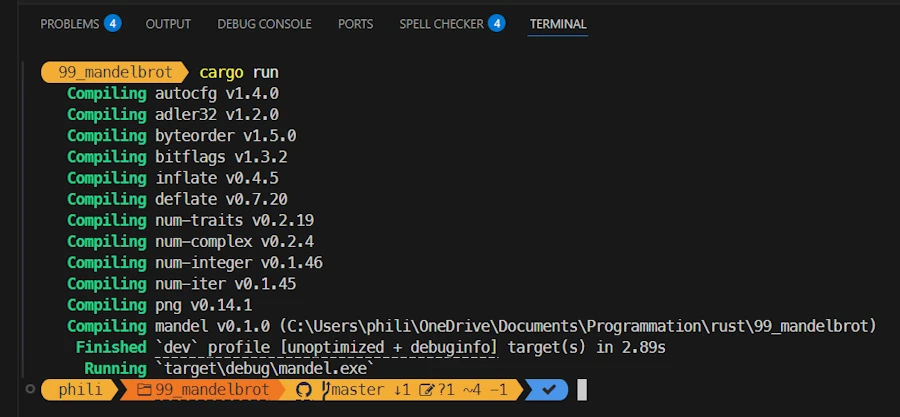 PROBLEMS 4 OUTPUT DEBUG CONSOLE PORTS SPELL CHECKER 4 TERMINAL
99_mandelbrot cargo run
Compiling autocfg v1.4.0
Compiling adler32 v1.2.0
Compiling byteorder v1.5.0
Compiling bitflags v1.3.2
Compiling inflate v0.4.5
Compiling deflate v0.7.20
Compiling num-traits v0.2.19
Compiling num-complex v0.2.4
Compiling num-integer v0.1.46
Compiling num-iter v0.1.45
Compiling png v0.14.1
Compiling mandel v0.1.0 (C:\Users\phili\OneDrive\Documents\Programmation\rust\99_mandelbrot)
Finished `dev` profile [unoptimized + debuginfo] target(s) in 2.89s
Running `target\debug\mandel.exe`
phili 99_mandelbrot master ↓1 ?1 ~4 -1 ✔